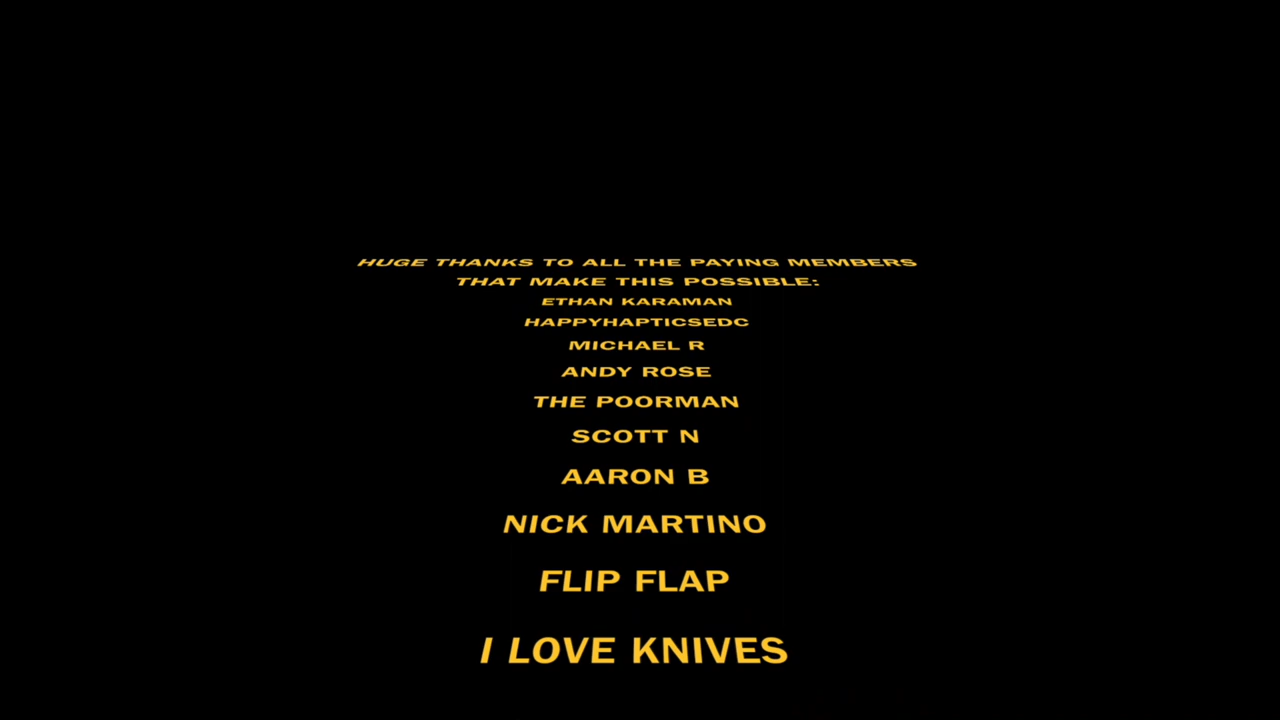 HUGE THANKS TO ALL THE PAYING MEMBERS
THAT MAKE THIS POSSIBLE:
ETHAN KARAMAN
HAPPYHAPTICSEDC
MICHAEL R
ANDY ROSE
THE POORMAN
SCOTT N
AARON B
NICK MARTINO
FLIP FLAP
I LOVE KNIVES